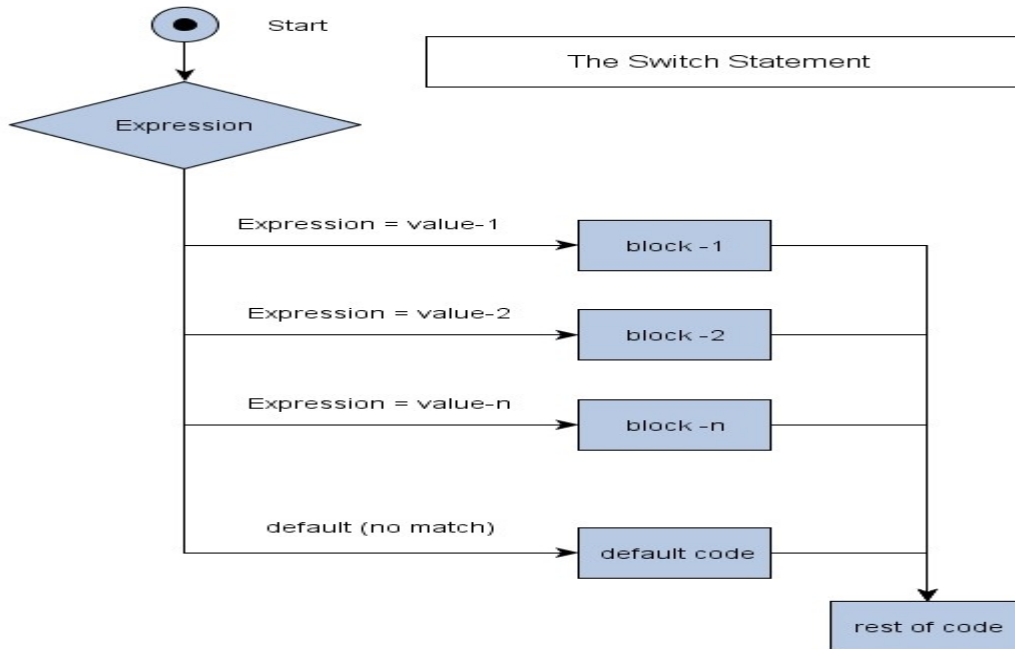 Start
The Switch Statement
Expression
Expression = value-1
block -1
Expression = value-2
block -2
Expression = value-n
block -n
default (no match)
default code
rest of code